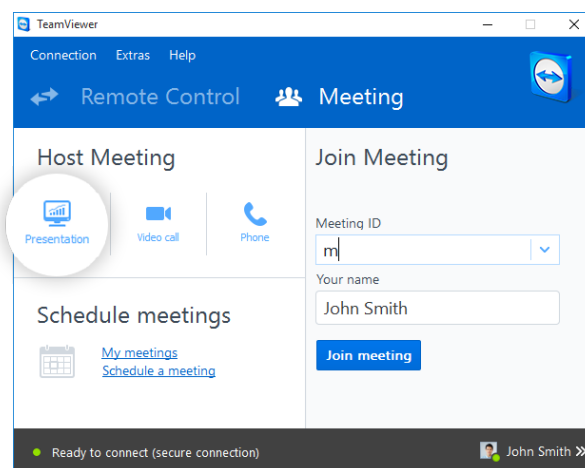 TeamViewer
Connection Extras Help
Remote Control Meeting
Host Meeting
Presentation Video call Phone
Schedule meetings
My meetings
Schedule a meeting
Join Meeting
Meeting ID
m
Your name
John Smith
Join meeting
Ready to connect (secure connection) John Smith